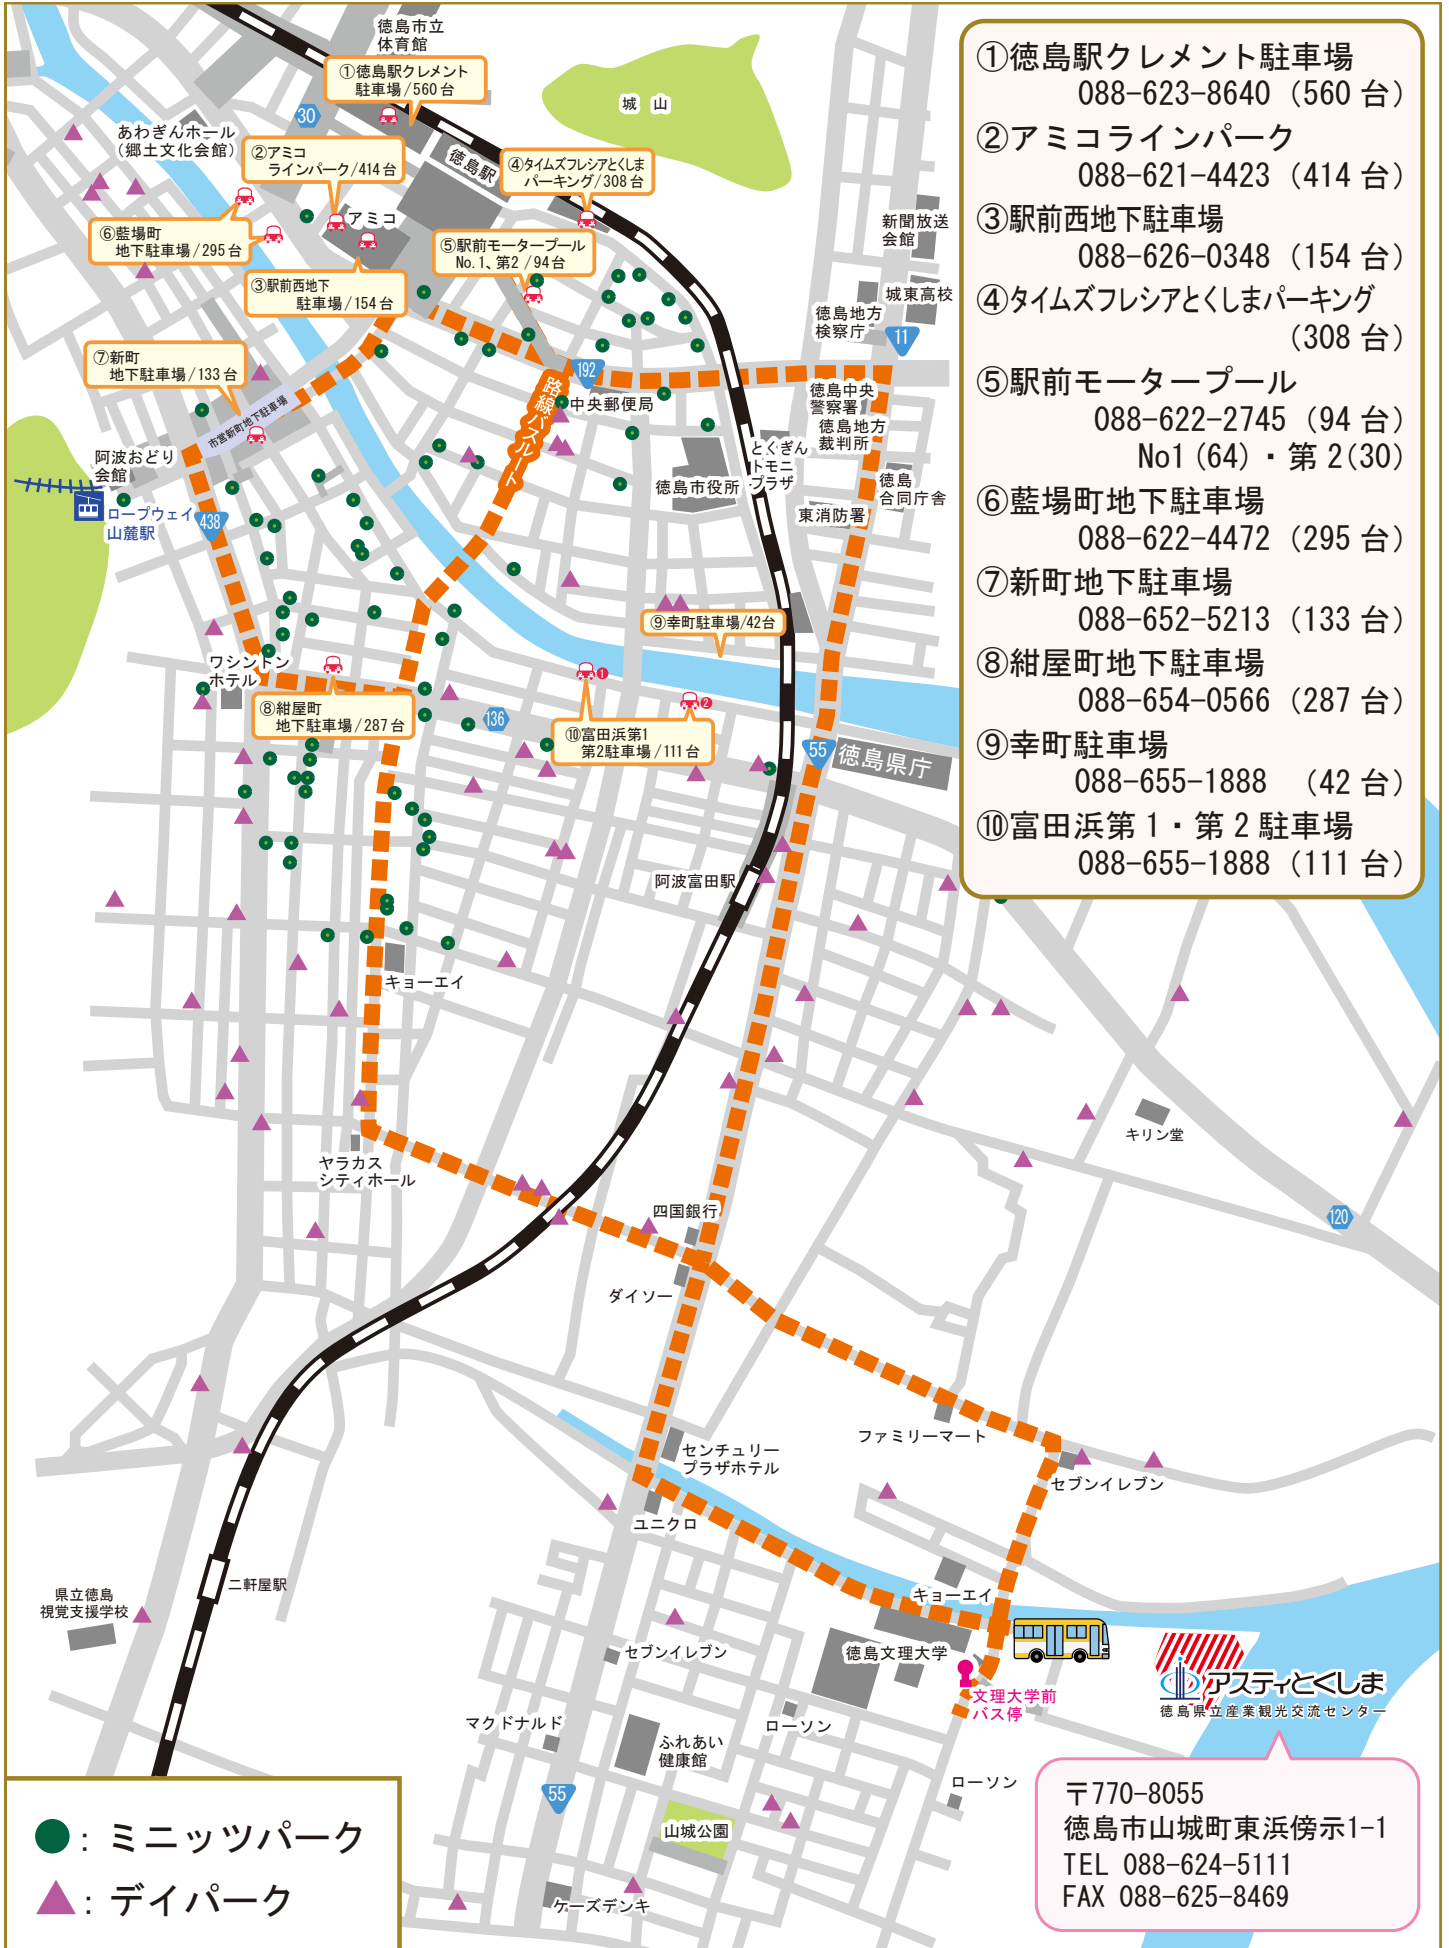 徳島市立
体育館
①徳島駅クレメント
駐車場/560台
城山
30
あわぎんホール
（郷土文化会館）
②アミコ
ラインパーク/414台
徳島駅
④タイムズフレシアとくしま
パーキング/308台
アミコ
⑥藍場町
地下駐車場/295台
⑤駅前モータープール
No.1、第2/94台
③駅前西地下
駐車場/154台
新聞放送
会館
城東高校
徳島地方
検察庁
11
⑦新町
地下駐車場/133台
192
路線バスルート
中央郵便局
徳島中央
警察署
徳島地方
裁判所
市営新町地下駐車場
阿波おどり
会館
とくぎん
トモニ
プラザ
徳島市役所
徳島
合同庁舎
東消防署
ロープウェイ
山麓駅
438
⑨幸町駐車場/42台
ワシントン
ホテル
1
2
⑧紺屋町
地下駐車場/287台
136
⑩富田浜第1
第2駐車場/111台
55
徳島県庁
阿波富田駅
キョーエイ
キリン堂
ヤラカス
シティホール
四国銀行
120
ダイソー
ファミリーマート
センチュリー
プラザホテル
セブンイレブン
ユニクロ
二軒屋駅
県立徳島
視覚支援学校
キョーエイ
セブンイレブン
徳島文理大学
文理大学前
バス停
マクドナルド
ローソン
ふれあい
健康館
ローソン
55
山城公園
ケーズデンキ
①徳島駅クレメント駐車場
088-623-8640（560台）
②アミコラインパーク
088-621-4423（414台）
③駅前西地下駐車場
088-626-0348（154台）
④タイムズフレシアとくしまパーキング
（308台）
⑤駅前モータープール
088-622-2745（94台）
No1(64)・第2(30)
⑥藍場町地下駐車場
088-622-4472（295台）
⑦新町地下駐車場
088-652-5213（133台）
⑧紺屋町地下駐車場
088-654-0566（287台）
⑨幸町駐車場
088-655-1888（42台）
⑩富田浜第1・第2駐車場
088-655-1888（111台）
アスティとくしま
徳島県立産業観光交流センター
〒770-8055
徳島市山城町東浜傍示1-1
TEL 088-624-5111
FAX 088-625-8469
：ミニッツパーク
：デイパーク